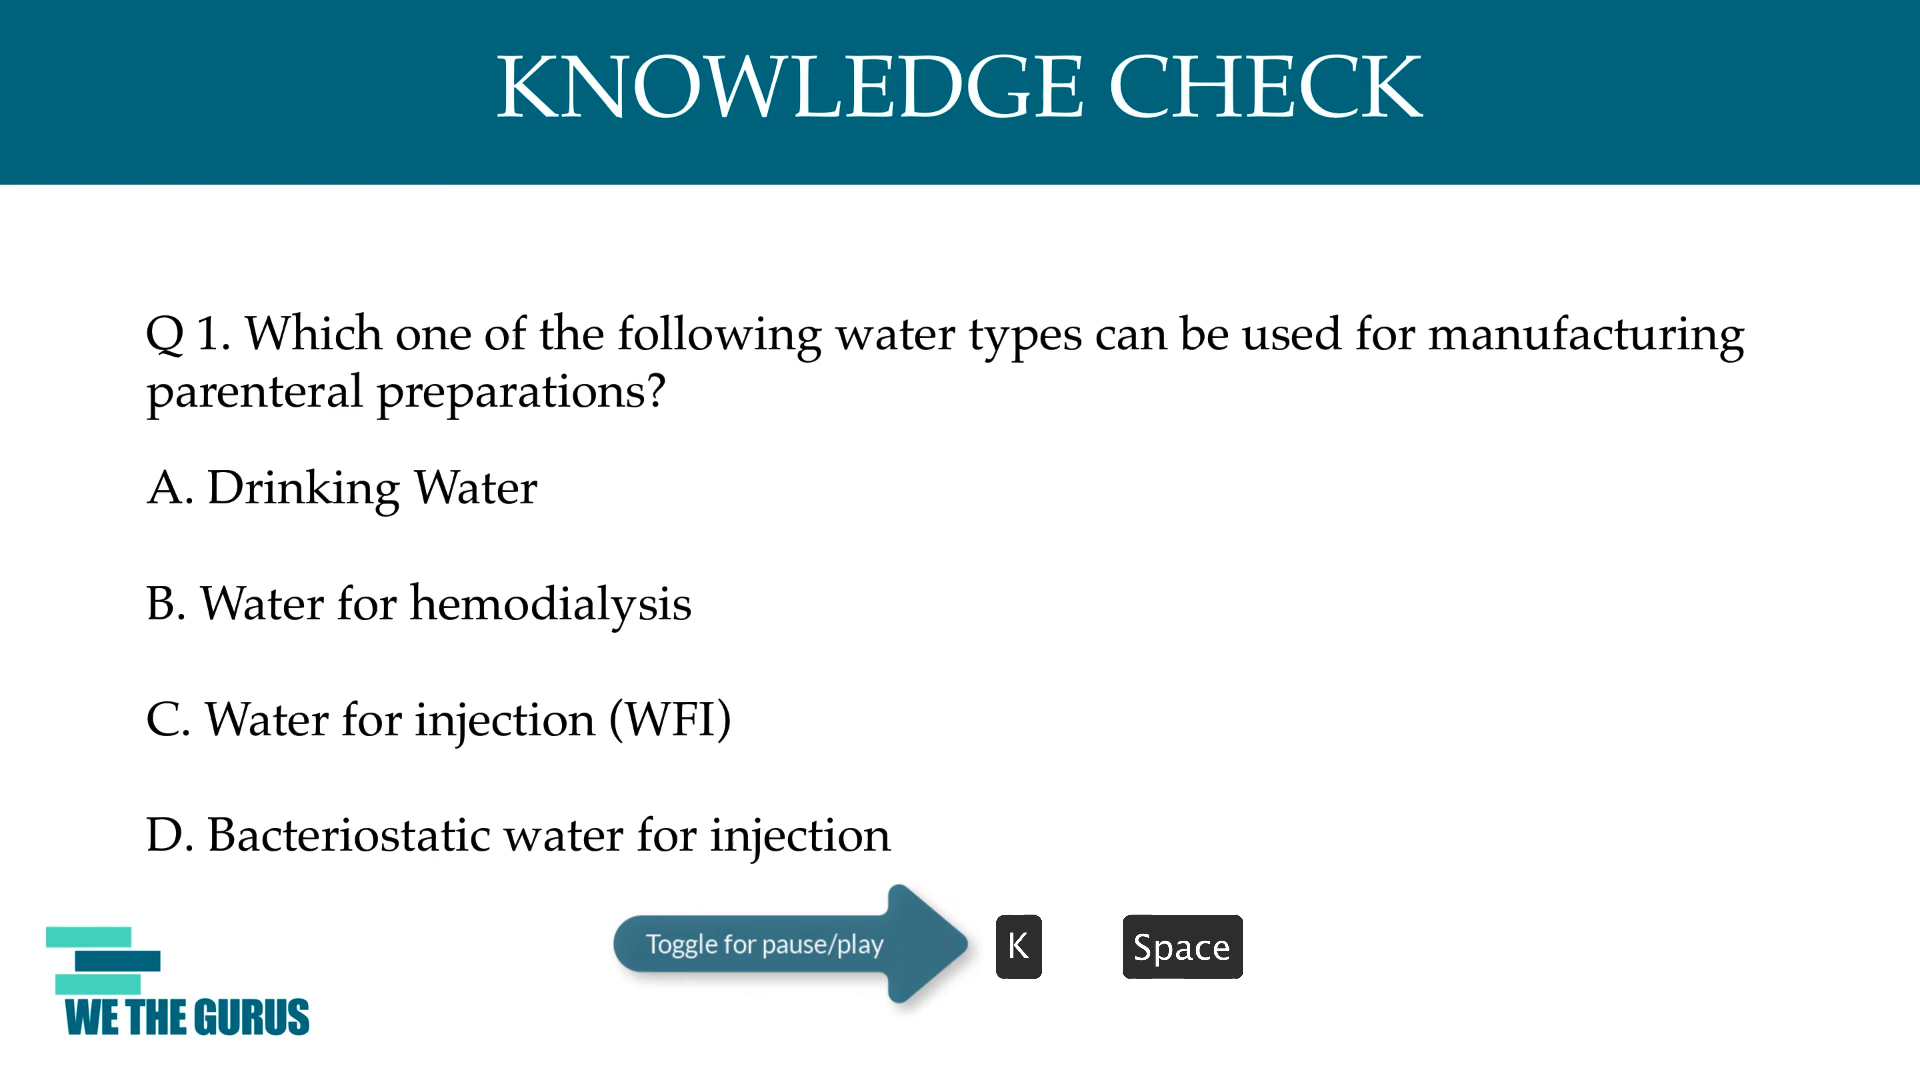 KNOWLEDGE CHECK
Q 1. Which one of the following water types can be used for manufacturing
parenteral preparations?
A. Drinking Water
B. Water for hemodialysis
C. Water for injection (WFI)
D. Bacteriostatic water for injection
Toggle for pause/play
K
Space
WE THE GURUS